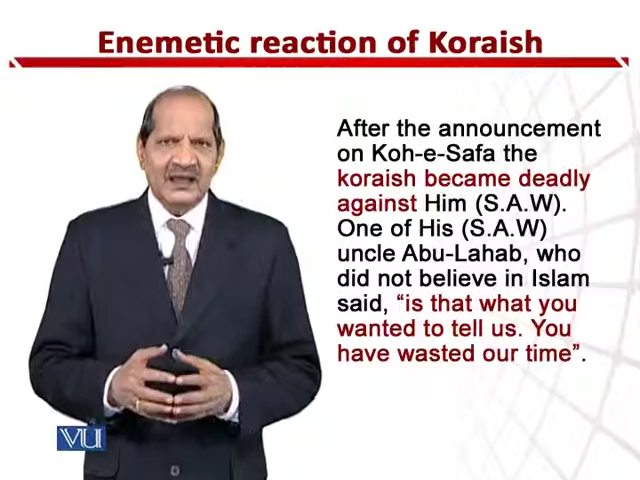 Enemetic reaction of Koraish
After the announcement
on Koh-e-Safa the
koraish became deadly
against Him (S.A.W).
One of His (S.A.W)
uncle Abu-Lahab, who
did not believe in Islam
said, “is that what you
wanted to tell us. You
have wasted our time”.
VU